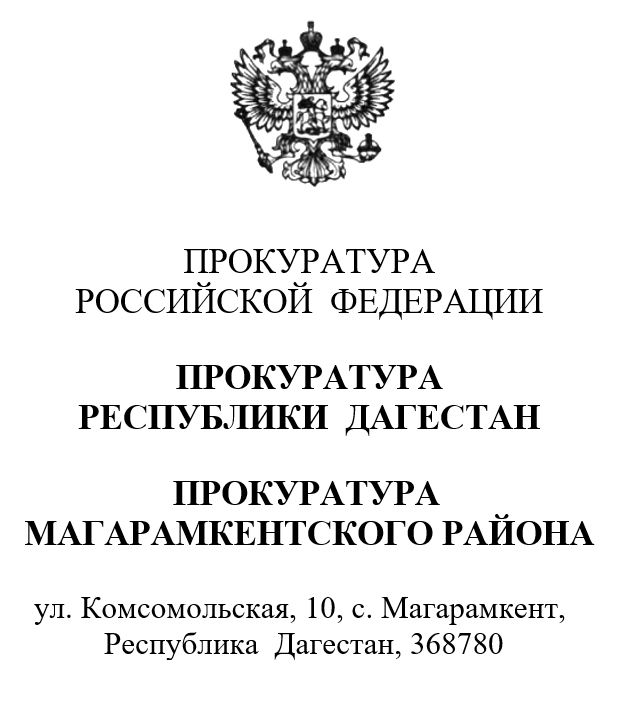 ПРОКУРАТУРА
РОССИЙСКОЙ ФЕДЕРАЦИИ
ПРОКУРАТУРА
РЕСПУБЛИКИ ДАГЕСТАН
ПРОКУРАТУРА
МАГАРАМКЕНТСКОГО РАЙОНА
ул. Комсомольская, 10, с. Магарамкент,
Республика Дагестан, 368780